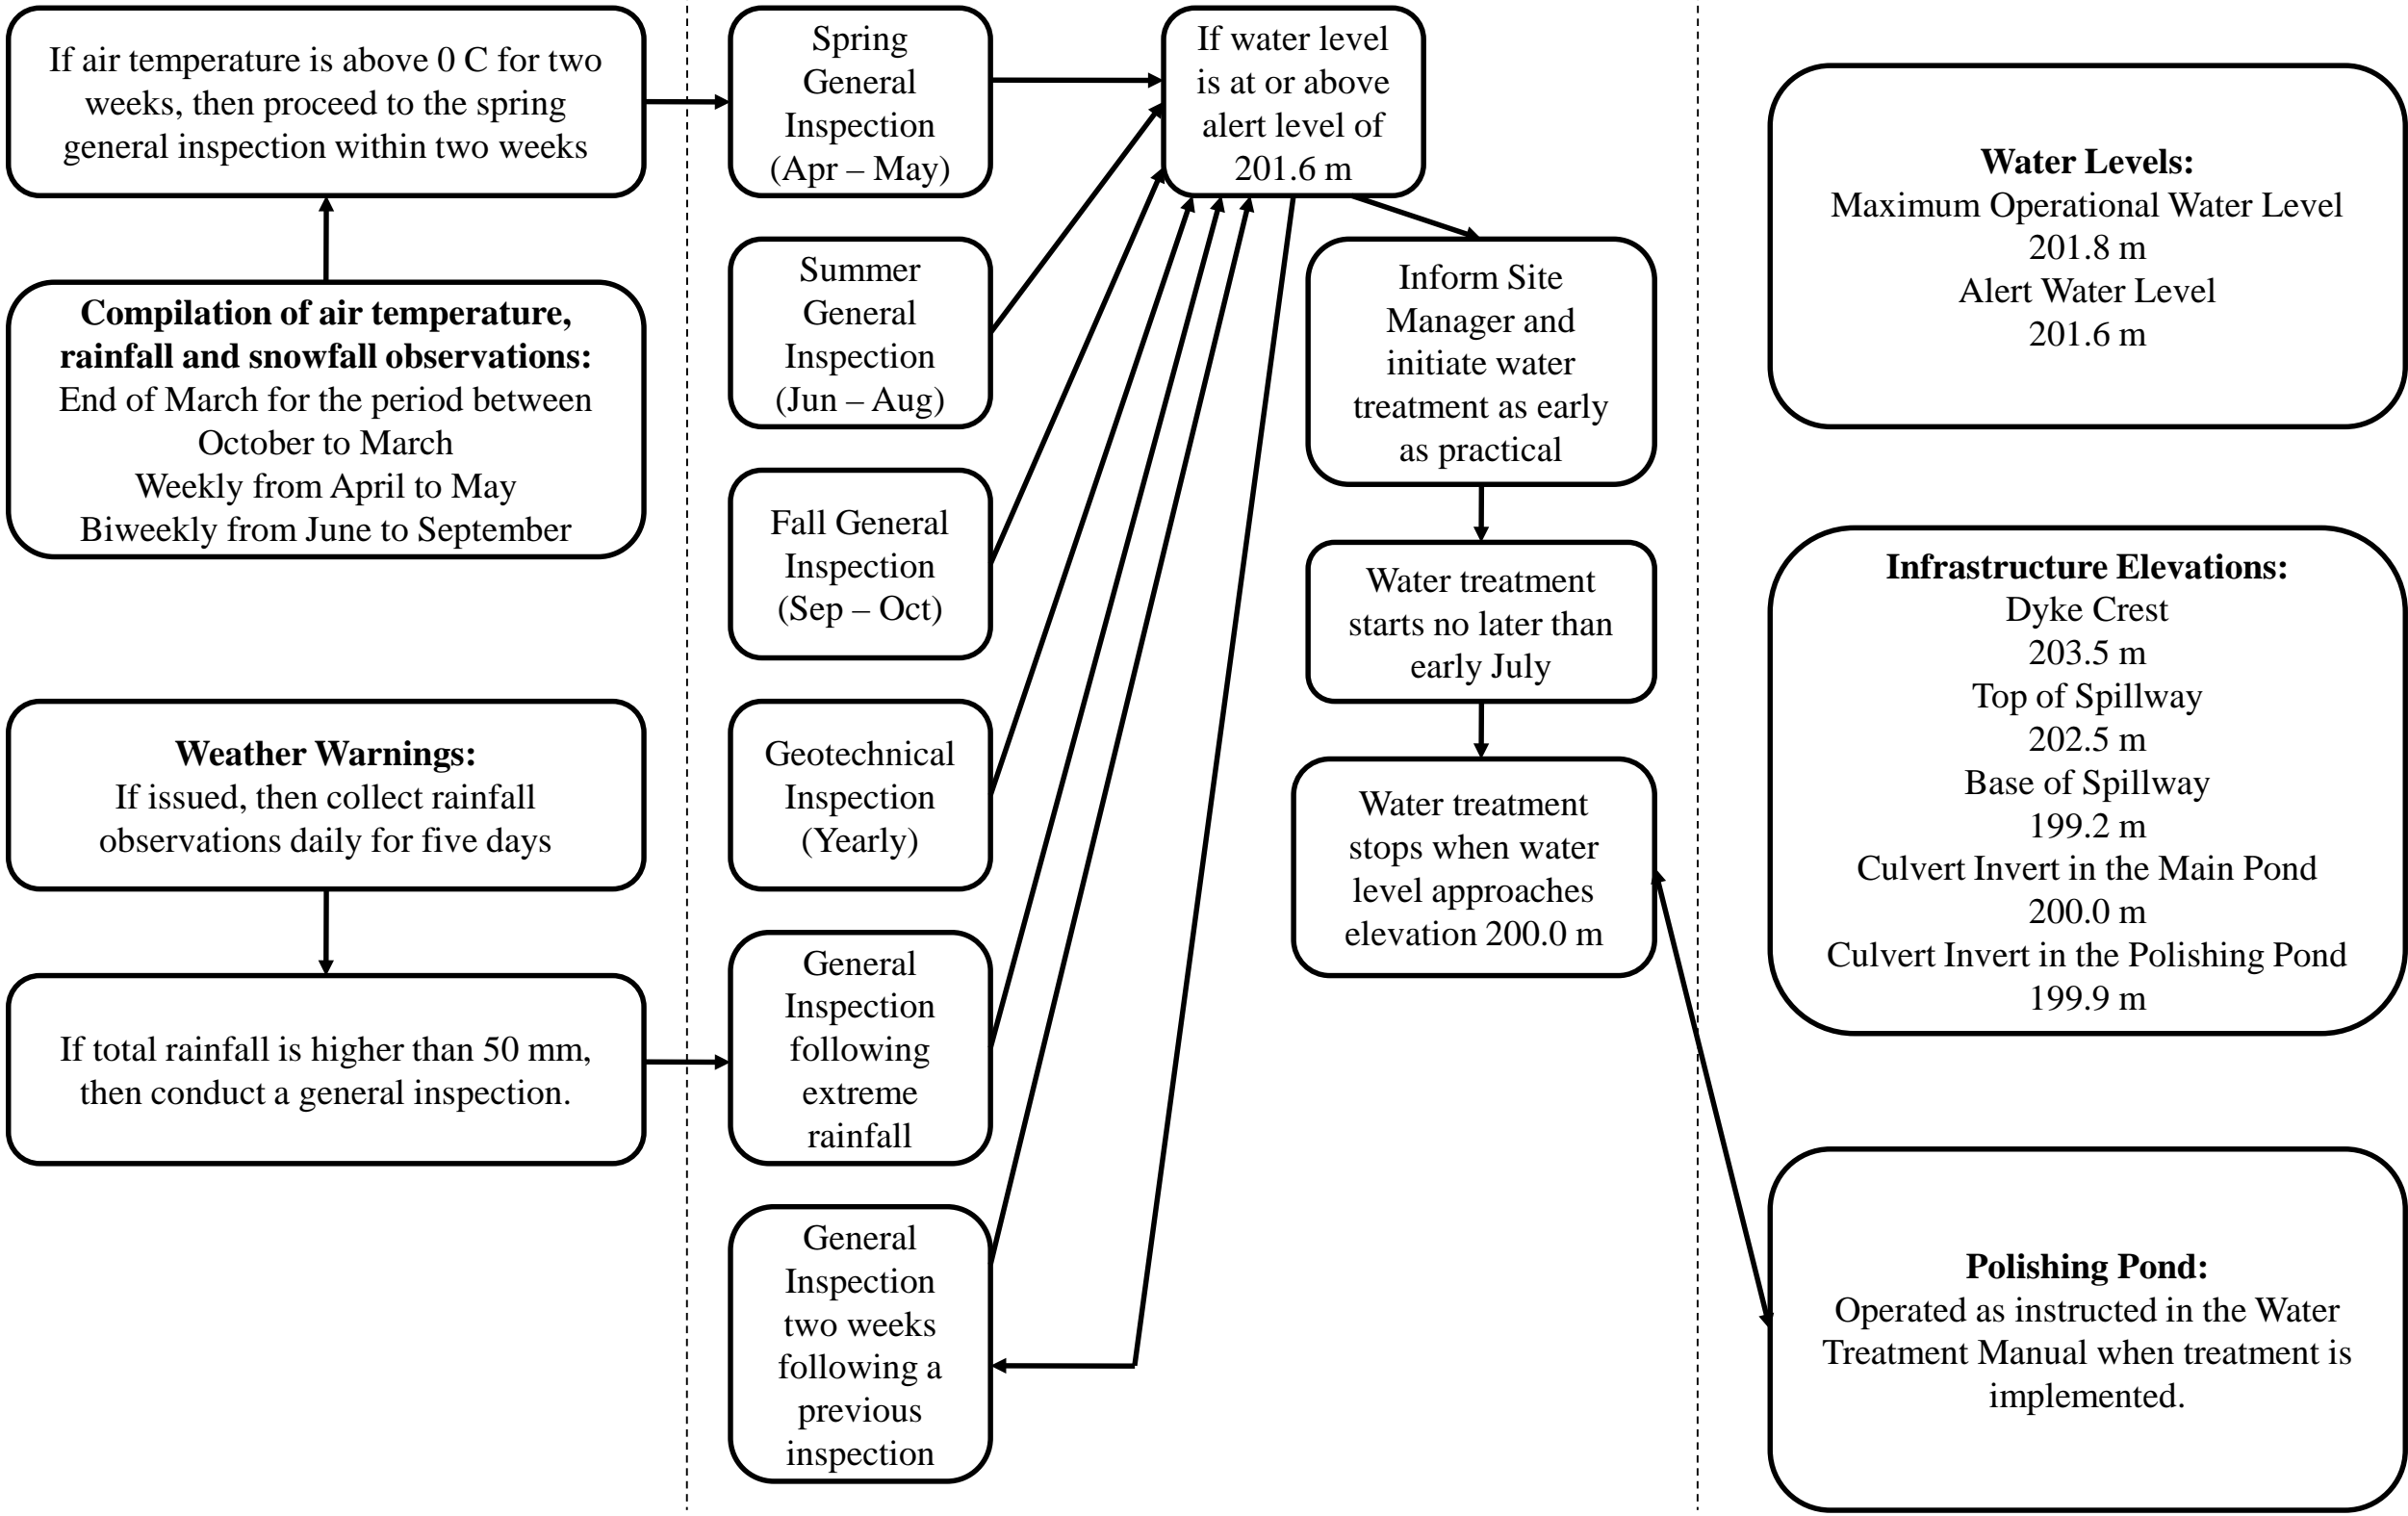 If air temperature is above 0 C for two
weeks, then proceed to the spring
general inspection within two weeks
Compilation of air temperature,
rainfall and snowfall observations:
End of March for the period between
October to March
Weekly from April to May
Biweekly from June to September
Weather Warnings:
If issued, then collect rainfall
observations daily for five days
If total rainfall is higher than 50 mm,
then conduct a general inspection.
Spring
General
Inspection
(Apr – May)
Summer
General
Inspection
(Jun – Aug)
Fall General
Inspection
(Sep – Oct)
Geotechnical
Inspection
(Yearly)
General
Inspection
following
extreme
rainfall
General
Inspection
two weeks
following a
previous
inspection
If water level
is at or above
alert level of
201.6 m
Inform Site
Manager and
initiate water
treatment as early
as practical
Water treatment
starts no later than
early July
Water treatment
stops when water
level approaches
elevation 200.0 m
Water Levels:
Maximum Operational Water Level
201.8 m
Alert Water Level
201.6 m
Infrastructure Elevations:
Dyke Crest
203.5 m
Top of Spillway
202.5 m
Base of Spillway
199.2 m
Culvert Invert in the Main Pond
200.0 m
Culvert Invert in the Polishing Pond
199.9 m
Polishing Pond:
Operated as instructed in the Water
Treatment Manual when treatment is
implemented.